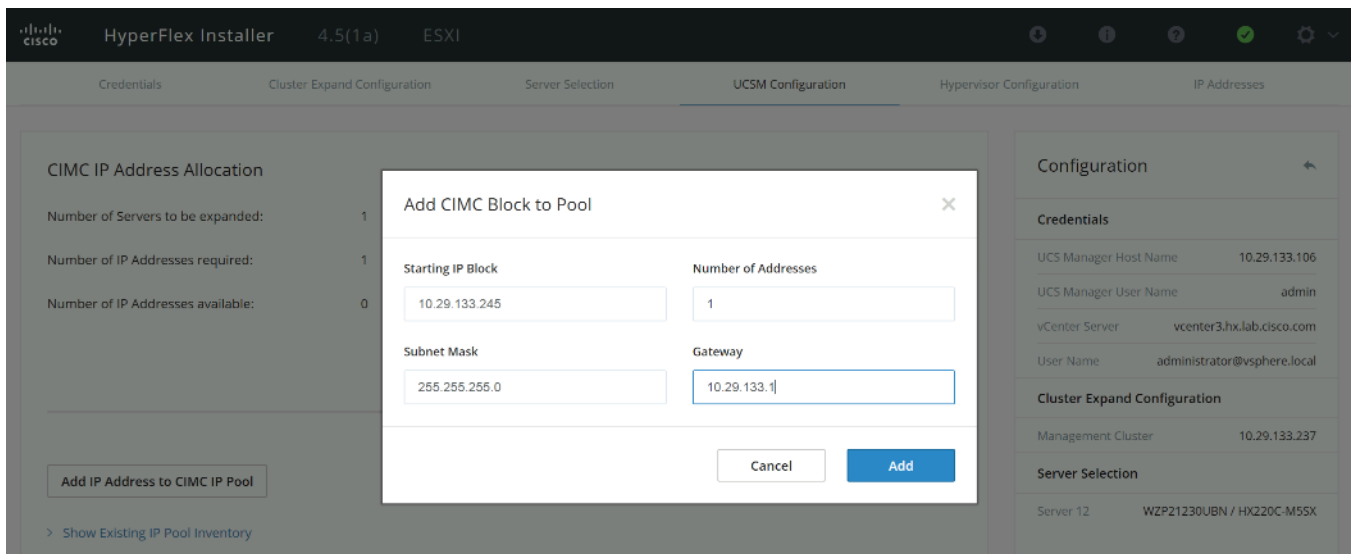 cisco HyperFlex Installer 4.5(1a) ESXI
Credentials Cluster Expand Configuration Server Selection UCSM Configuration Hypervisor Configuration IP Addresses
CIMC IP Address Allocation
Number of Servers to be expanded: 1
Number of IP Addresses required: 1
Number of IP Addresses available: 0
Add IP Address to CIMC IP Pool
> Show Existing IP Pool Inventory
Add CIMC Block to Pool
Starting IP Block Number of Addresses
10.29.133.245 1
Subnet Mask Gateway
255.255.255.0 10.29.133.1
Cancel Add
Configuration
Credentials
UCS Manager Host Name 10.29.133.106
UCS Manager User Name admin
vCenter Server vcenter3.hx.lab.cisco.com
User Name administrator@vsphere.local
Cluster Expand Configuration
Management Cluster 10.29.133.237
Server Selection
Server 12 WZP21230UBN / HX220C-M5SX